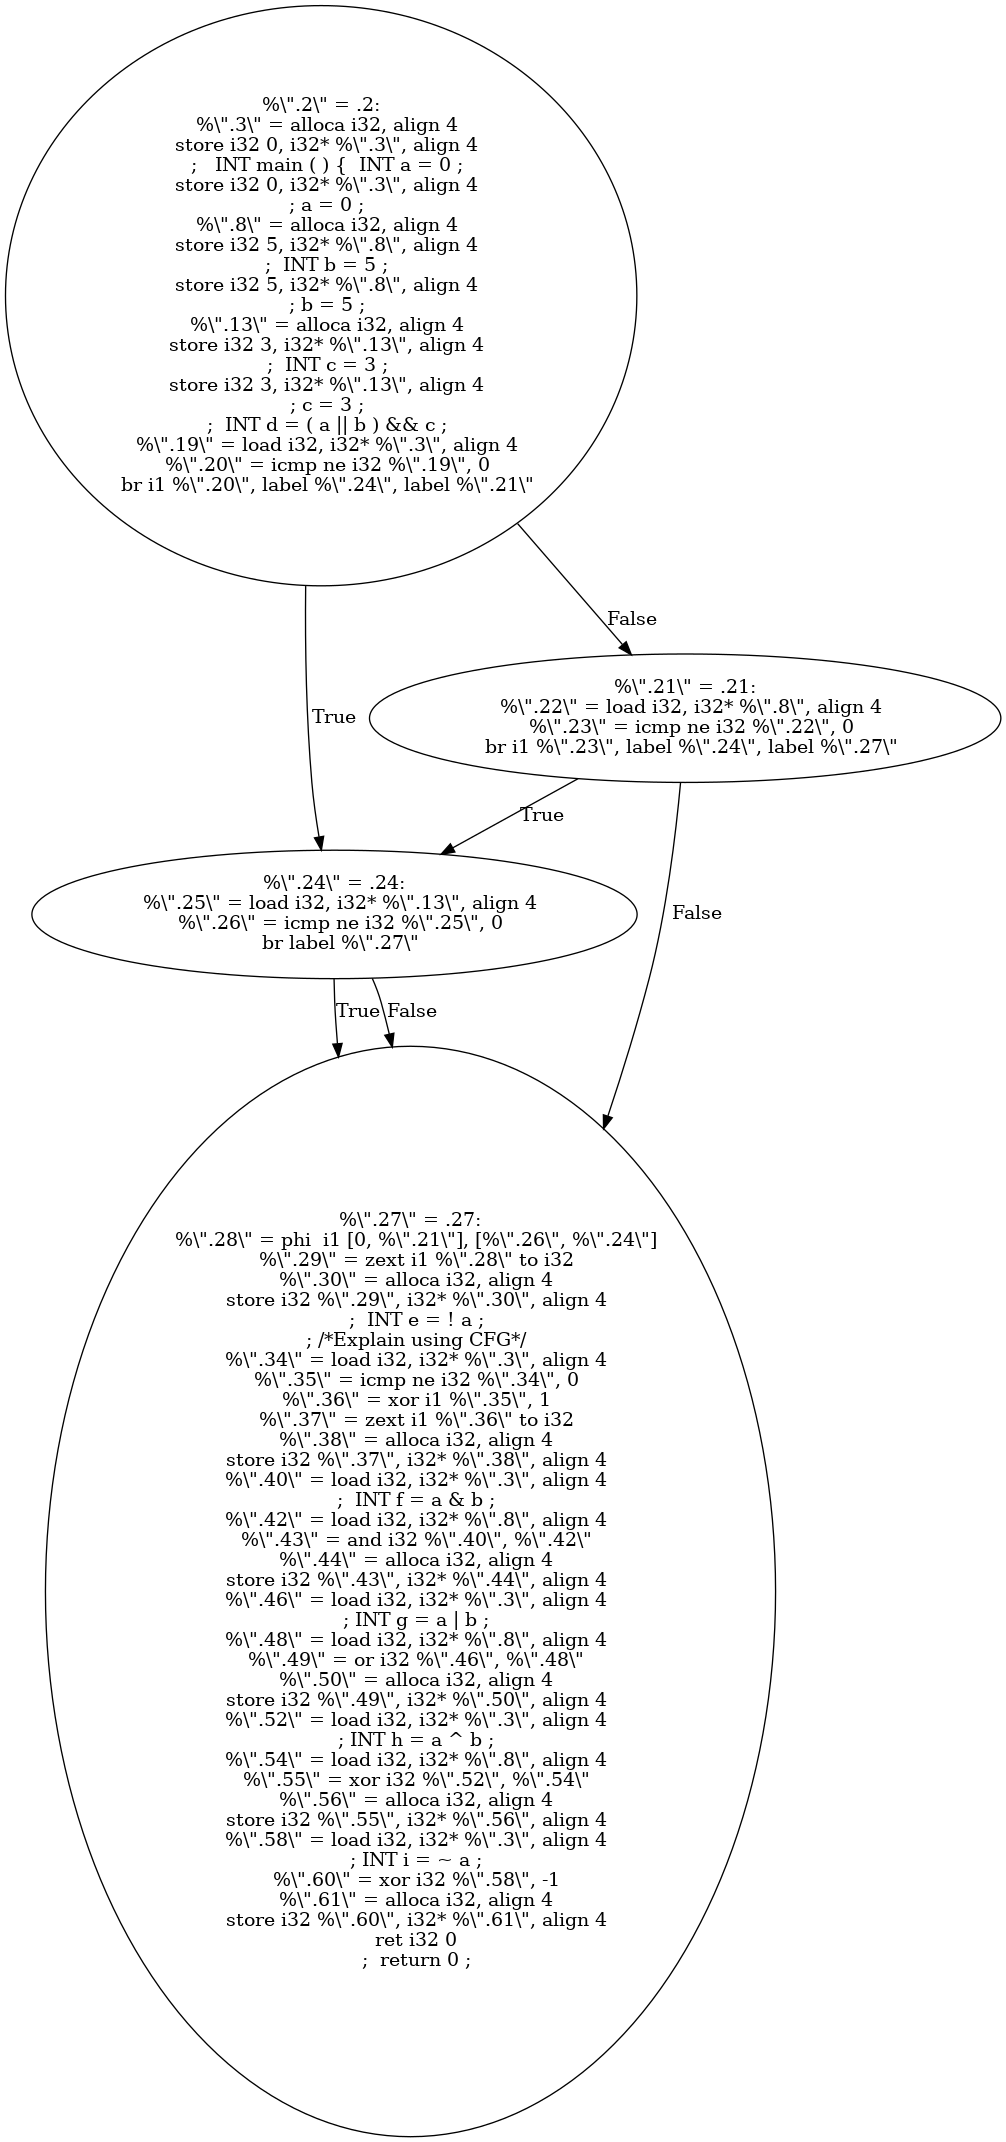 %\".2\" = .2:
%\".3\" = alloca i32, align 4
store i32 0, i32* %\".3\", align 4
;   INT main ( ) {  INT a = 0 ;
store i32 0, i32* %\".3\", align 4
; a = 0 ;
%\".8\" = alloca i32, align 4
store i32 5, i32* %\".8\", align 4
;  INT b = 5 ;
store i32 5, i32* %\".8\", align 4
; b = 5 ;
%\".13\" = alloca i32, align 4
store i32 3, i32* %\".13\", align 4
;  INT c = 3 ;
store i32 3, i32* %\".13\", align 4
; c = 3 ;
;  INT d = ( a || b ) && c ;
%\".19\" = load i32, i32* %\".3\", align 4
%\".20\" = icmp ne i32 %\".19\", 0
br i1 %\".20\", label %\".24\", label %\".21\"
False
%\".21\" = .21:
%\".22\" = load i32, i32* %\".8\", align 4
%\".23\" = icmp ne i32 %\".22\", 0
br i1 %\".23\", label %\".24\", label %\".27\"
True
True
%\".24\" = .24:
%\".25\" = load i32, i32* %\".13\", align 4
%\".26\" = icmp ne i32 %\".25\", 0
br label %\".27\"
False
True
False
%\".27\" = .27:
%\".28\" = phi  i1 [0, %\".21\"], [%\".26\", %\".24\"]
%\".29\" = zext i1 %\".28\" to i32
%\".30\" = alloca i32, align 4
store i32 %\".29\", i32* %\".30\", align 4
;  INT e = ! a ;
; /*Explain using CFG*/
%\".34\" = load i32, i32* %\".3\", align 4
%\".35\" = icmp ne i32 %\".34\", 0
%\".36\" = xor i1 %\".35\", 1
%\".37\" = zext i1 %\".36\" to i32
%\".38\" = alloca i32, align 4
store i32 %\".37\", i32* %\".38\", align 4
%\".40\" = load i32, i32* %\".3\", align 4
;  INT f = a & b ;
%\".42\" = load i32, i32* %\".8\", align 4
%\".43\" = and i32 %\".40\", %\".42\"
%\".44\" = alloca i32, align 4
store i32 %\".43\", i32* %\".44\", align 4
%\".46\" = load i32, i32* %\".3\", align 4
; INT g = a | b ;
%\".48\" = load i32, i32* %\".8\", align 4
%\".49\" = or i32 %\".46\", %\".48\"
%\".50\" = alloca i32, align 4
store i32 %\".49\", i32* %\".50\", align 4
%\".52\" = load i32, i32* %\".3\", align 4
; INT h = a ^ b ;
%\".54\" = load i32, i32* %\".8\", align 4
%\".55\" = xor i32 %\".52\", %\".54\"
%\".56\" = alloca i32, align 4
store i32 %\".55\", i32* %\".56\", align 4
%\".58\" = load i32, i32* %\".3\", align 4
; INT i = ~ a ;
%\".60\" = xor i32 %\".58\", -1
%\".61\" = alloca i32, align 4
store i32 %\".60\", i32* %\".61\", align 4
ret i32 0
;  return 0 ;